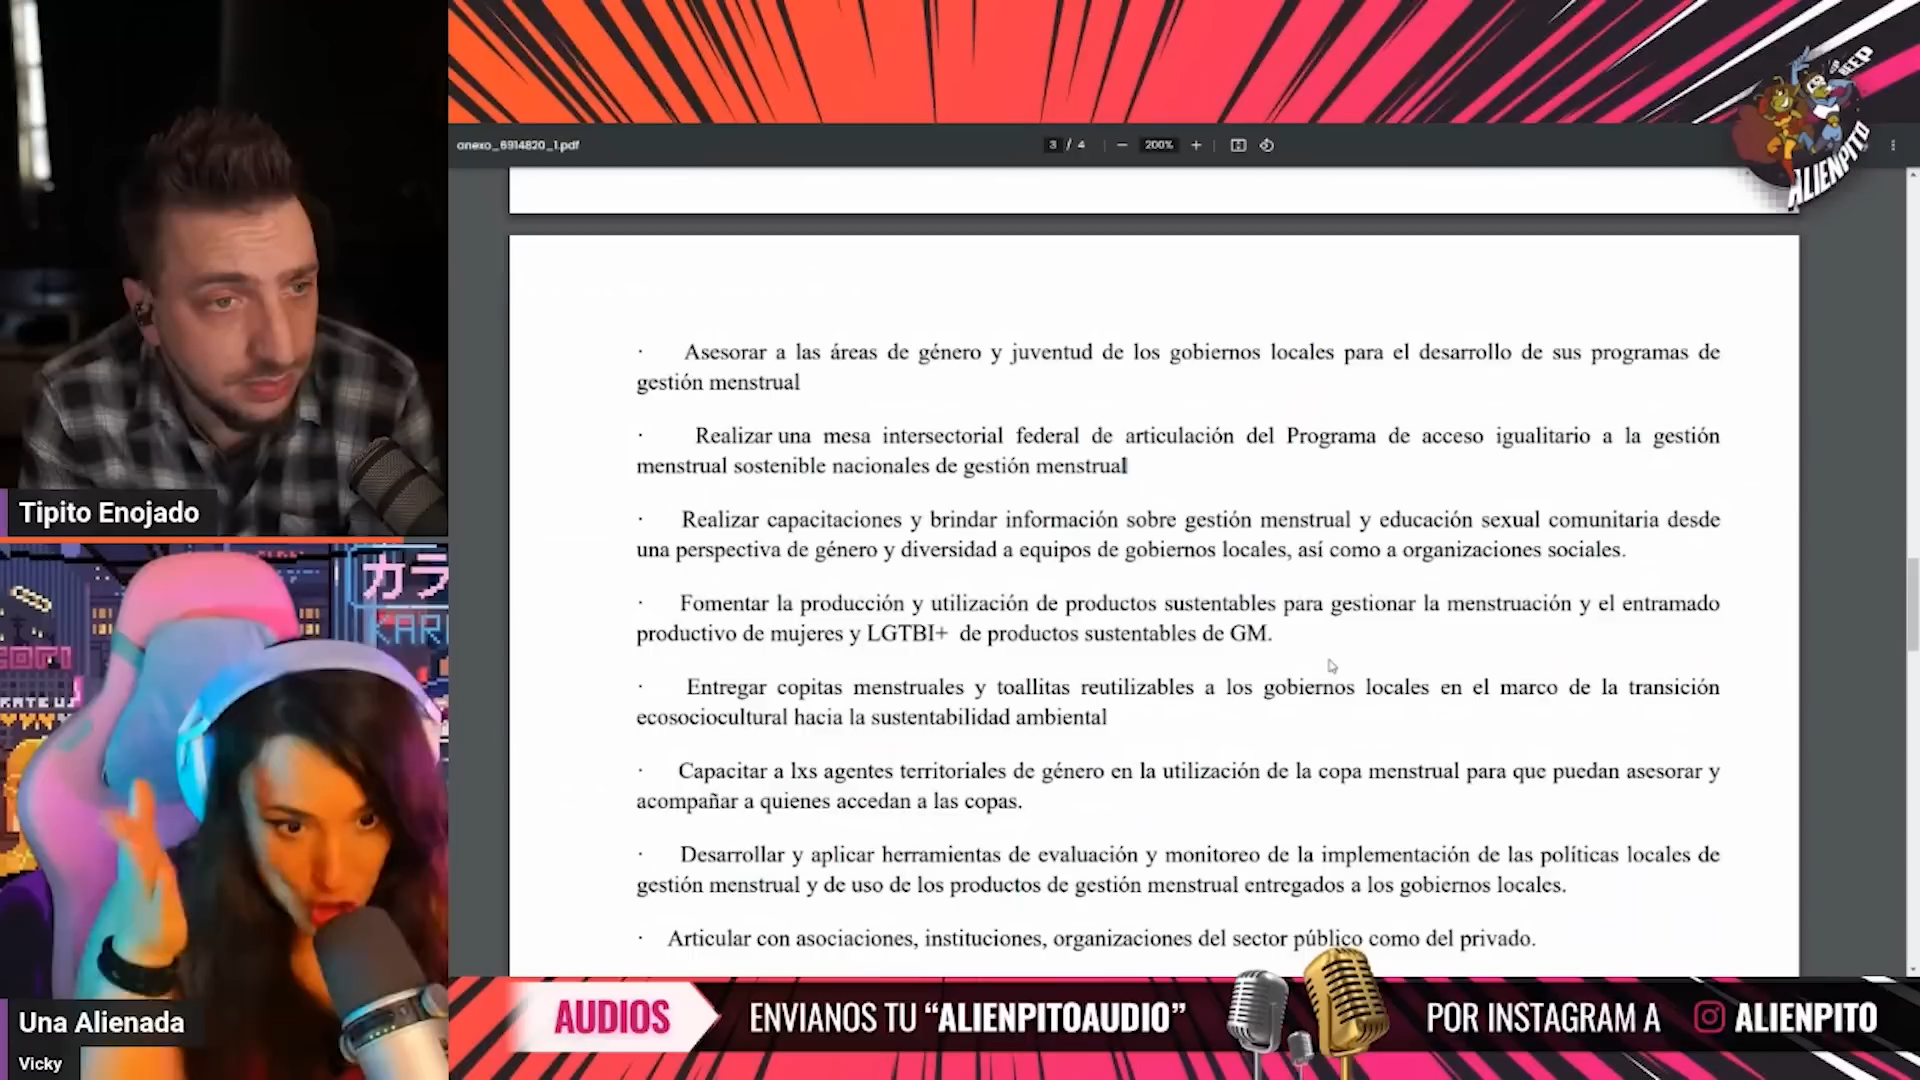 anexo_6914820_1.pdf
3 / 4
200%
UP BEEP
ALIENPITO
· Asesorar a las áreas de género y juventud de los gobiernos locales para el desarrollo de sus programas de
gestión menstrual
· Realizar una mesa intersectorial federal de articulación del Programa de acceso igualitario a la gestión
menstrual sostenible nacionales de gestión menstrual
· Realizar capacitaciones y brindar información sobre gestión menstrual y educación sexual comunitaria desde
una perspectiva de género y diversidad a equipos de gobiernos locales, así como a organizaciones sociales.
· Fomentar la producción y utilización de productos sustentables para gestionar la menstruación y el entramado
productivo de mujeres y LGTBI+ de productos sustentables de GM.
· Entregar copitas menstruales y toallitas reutilizables a los gobiernos locales en el marco de la transición
ecosociocultural hacia la sustentabilidad ambiental
· Capacitar a lxs agentes territoriales de género en la utilización de la copa menstrual para que puedan asesorar y
acompañar a quienes accedan a las copas.
· Desarrollar y aplicar herramientas de evaluación y monitoreo de la implementación de las políticas locales de
gestión menstrual y de uso de los productos de gestión menstrual entregados a los gobiernos locales.
· Articular con asociaciones, instituciones, organizaciones del sector público como del privado.
Tipito Enojado
カラ
KAR
Una Alienada
Vicky
AUDIOS
ENVIANOS TU “ALIENPITOAUDIO”
POR INSTAGRAM A
ALIENPITO